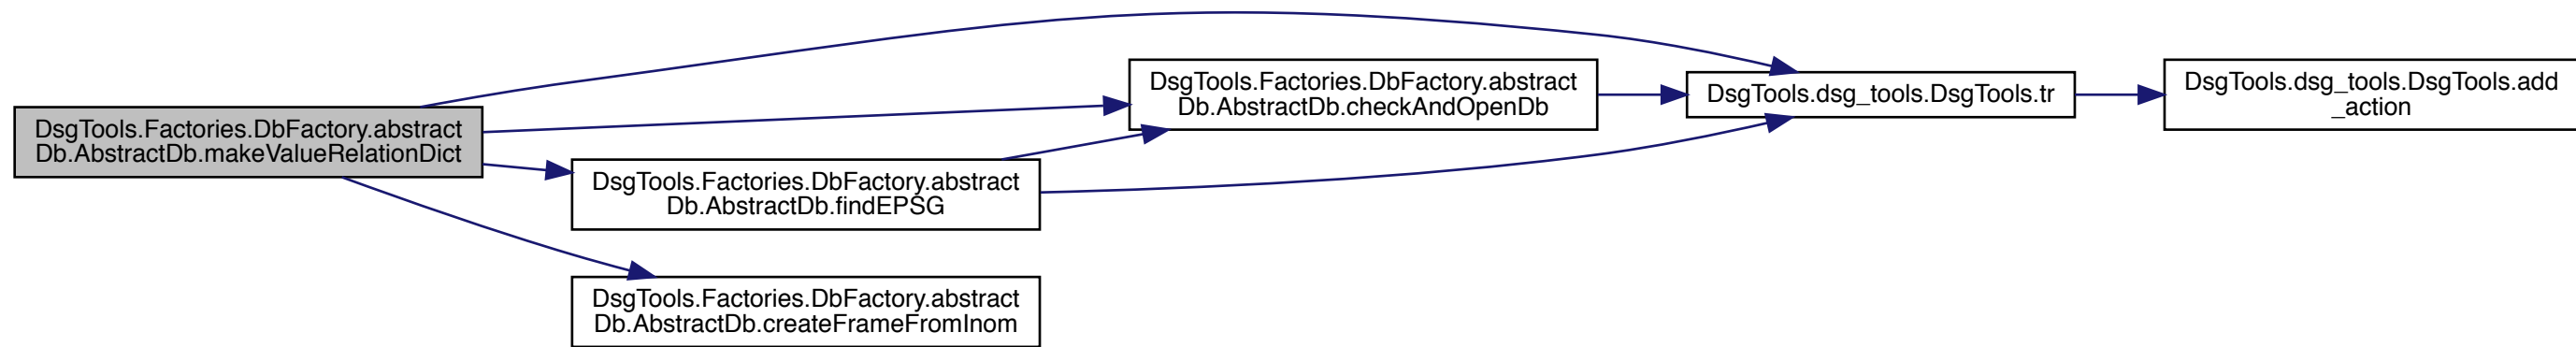 DsgTools.Factories.DbFactory.abstract
Db.AbstractDb.makeValueRelationDict
DsgTools.Factories.DbFactory.abstract
Db.AbstractDb.findEPSG
DsgTools.Factories.DbFactory.abstract
Db.AbstractDb.createFrameFromInom
DsgTools.Factories.DbFactory.abstract
Db.AbstractDb.checkAndOpenDb
DsgTools.dsg_tools.DsgTools.tr
DsgTools.dsg_tools.DsgTools.add
_action